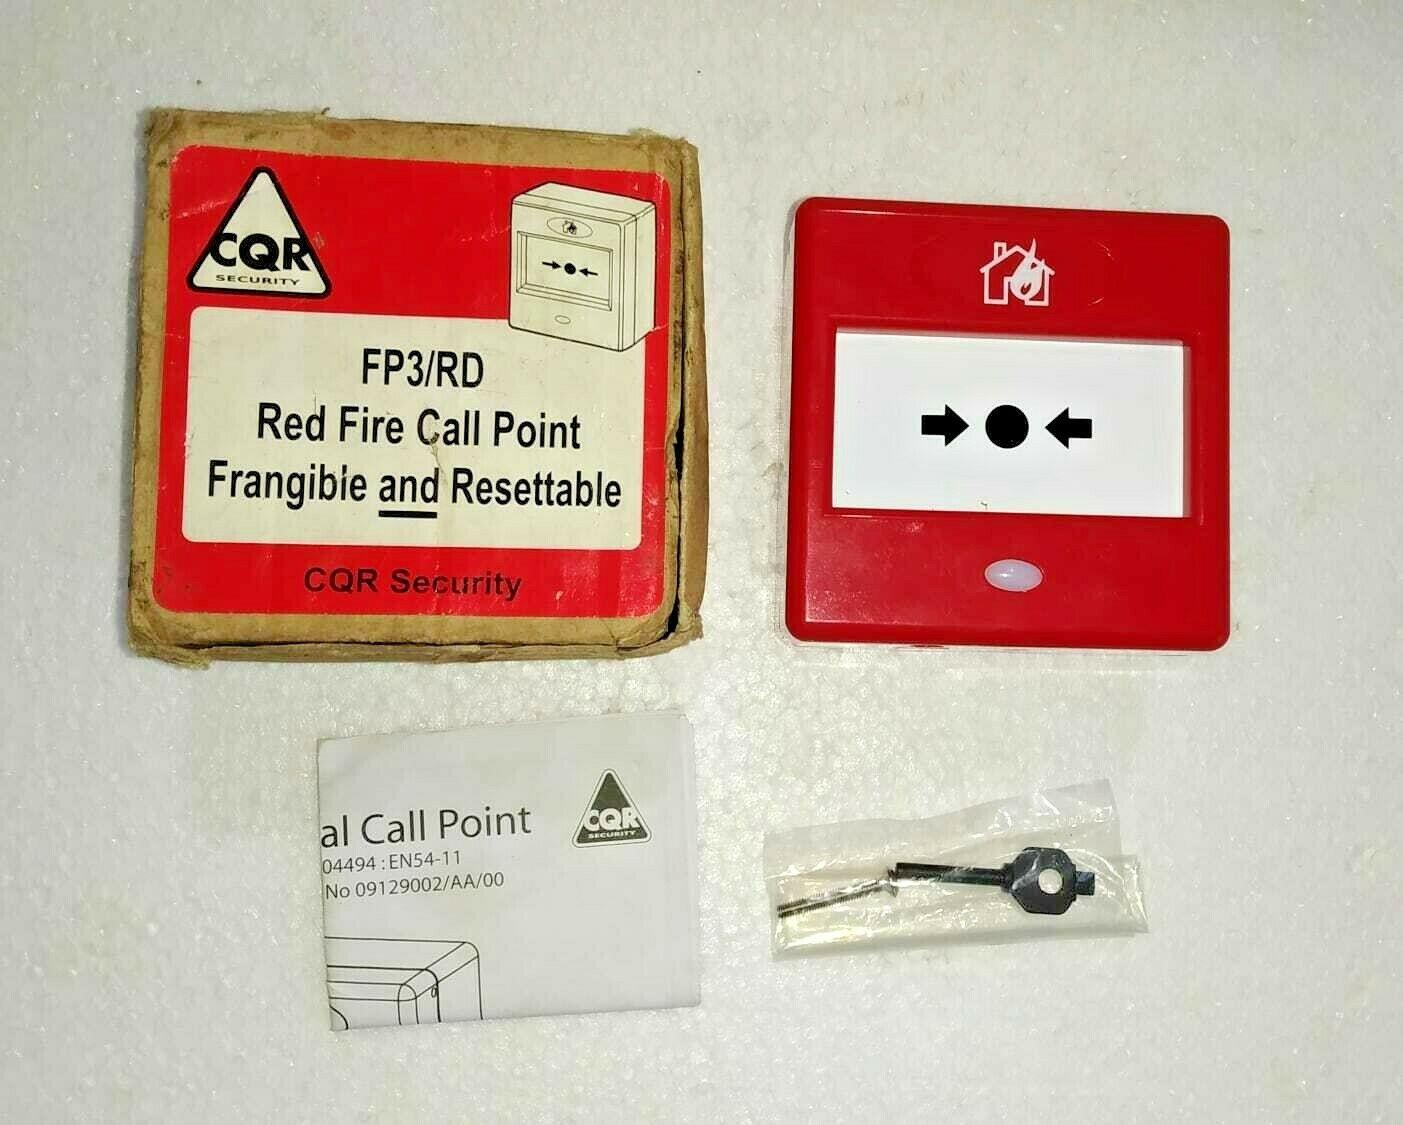 CQR
SECURITY
FP3/RD
Red Fire Call Point
Frangible and Resettable
CQR Security
al Call Point
04494 : EN54-11
No 09129002/AA/00
CQR
SECURITY